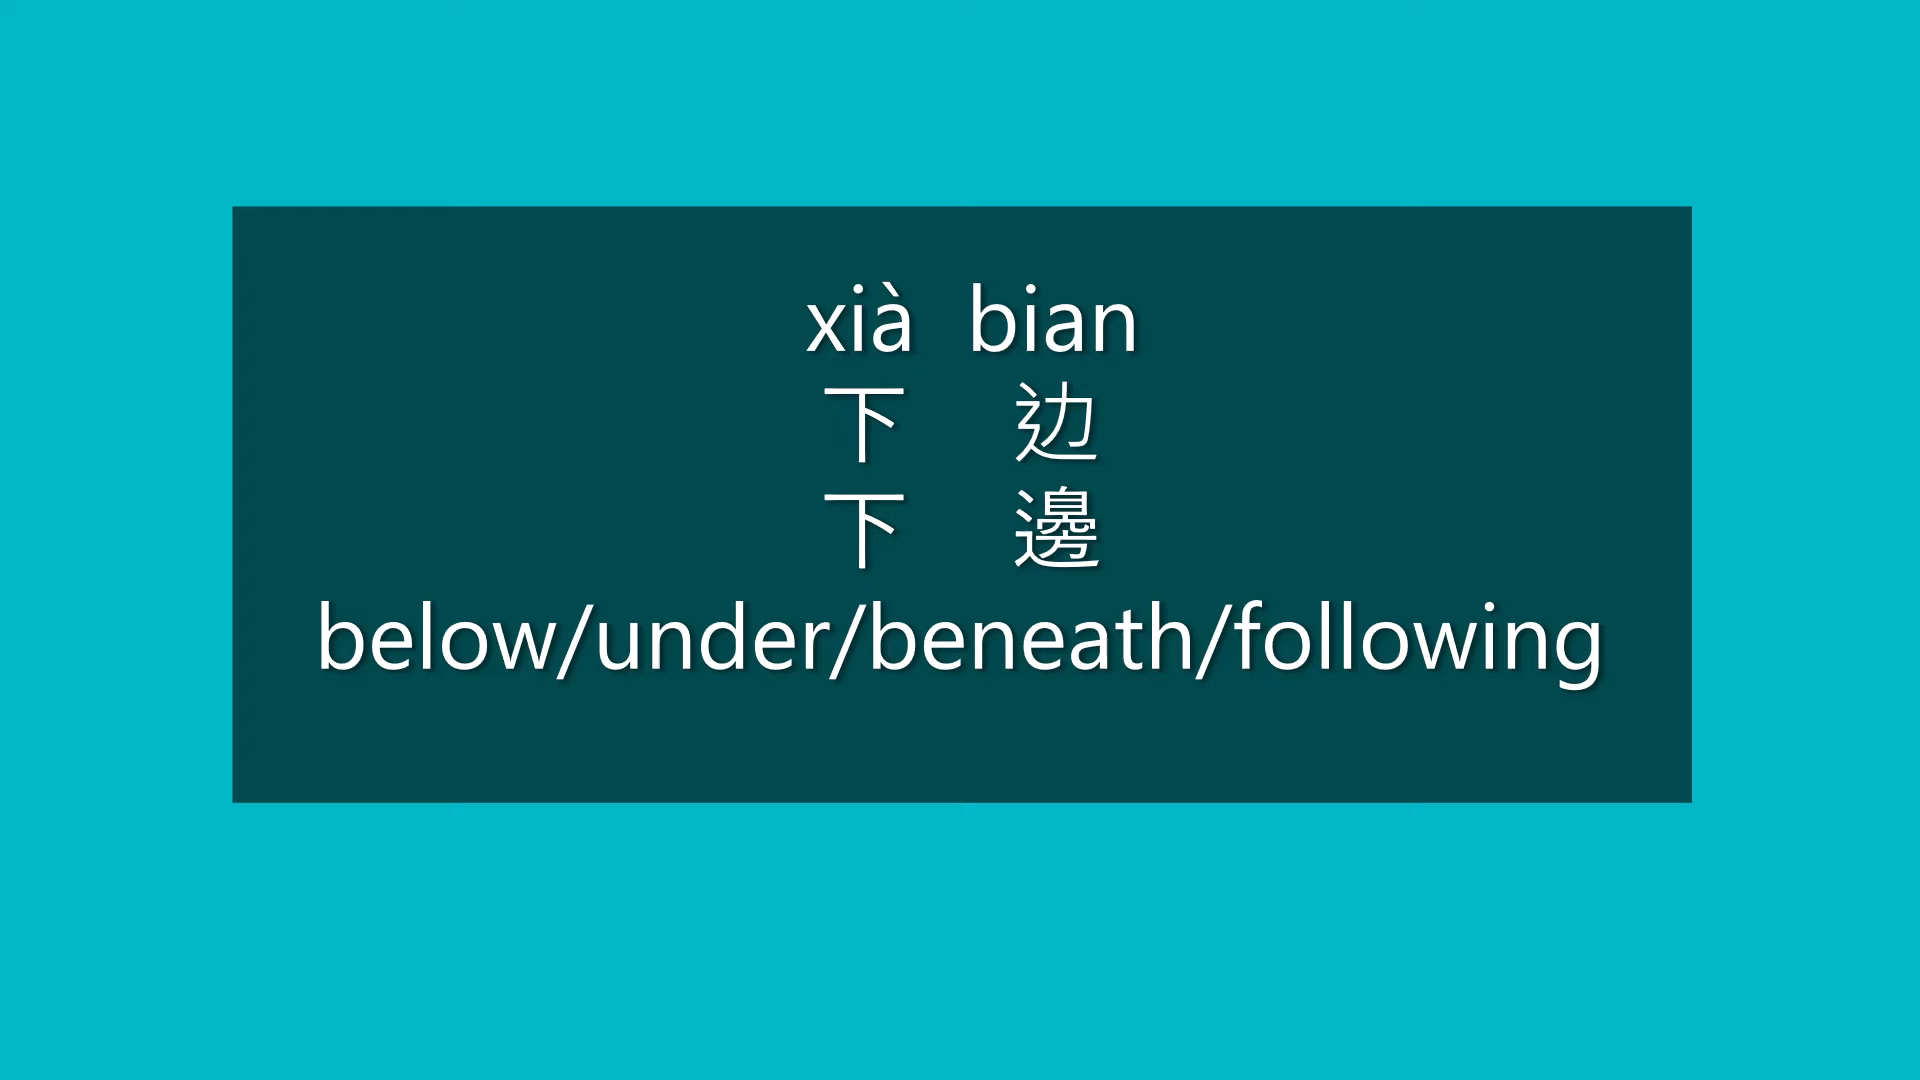 xià bian
下 边
下 邊
below/under/beneath/following